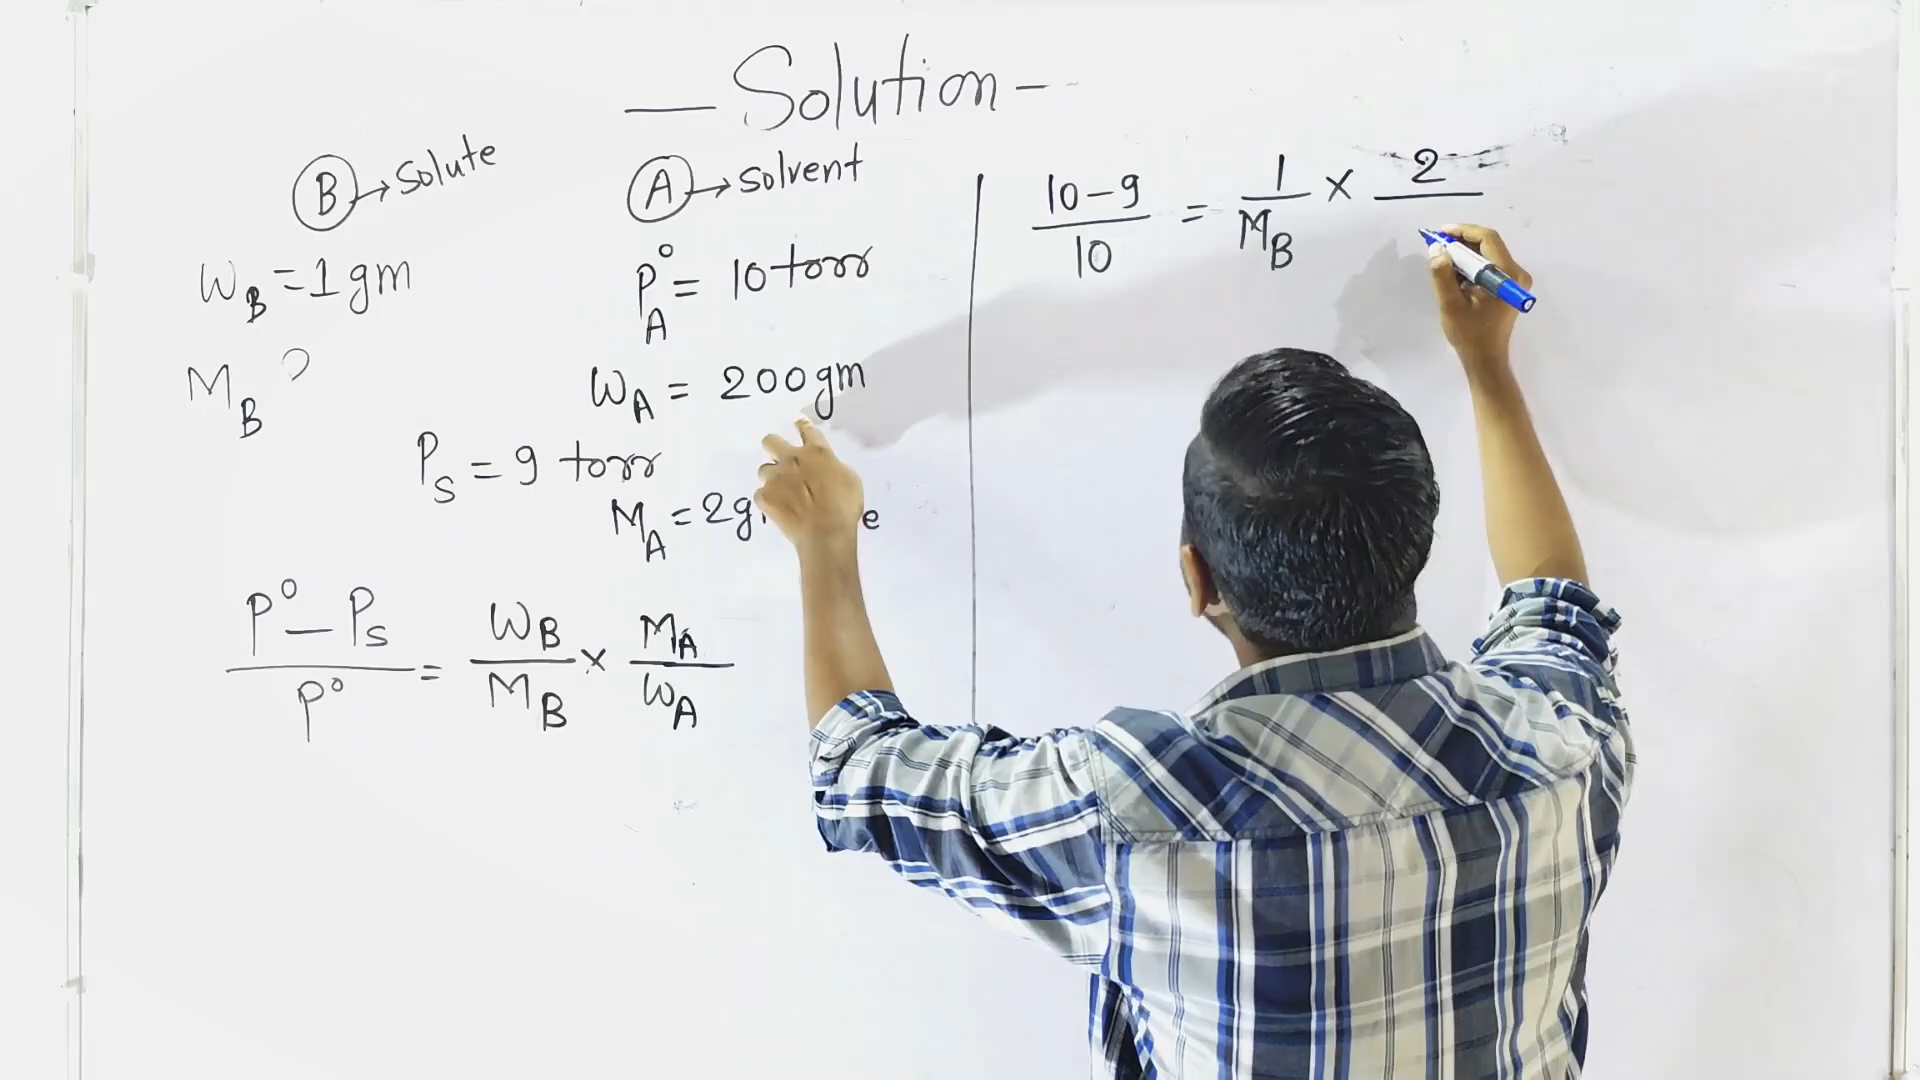 — Solution -
B → Solute
W_B = 1 gm
M_B ?
A → solvent
P_A° = 10 torr
W_A = 200 gm
P_S = 9 torr
M_A = 2g
(P° - P_S) / P° = W_B / M_B × M_A / W_A
(10 - 9) / 10 = 1 / M_B × 2 /